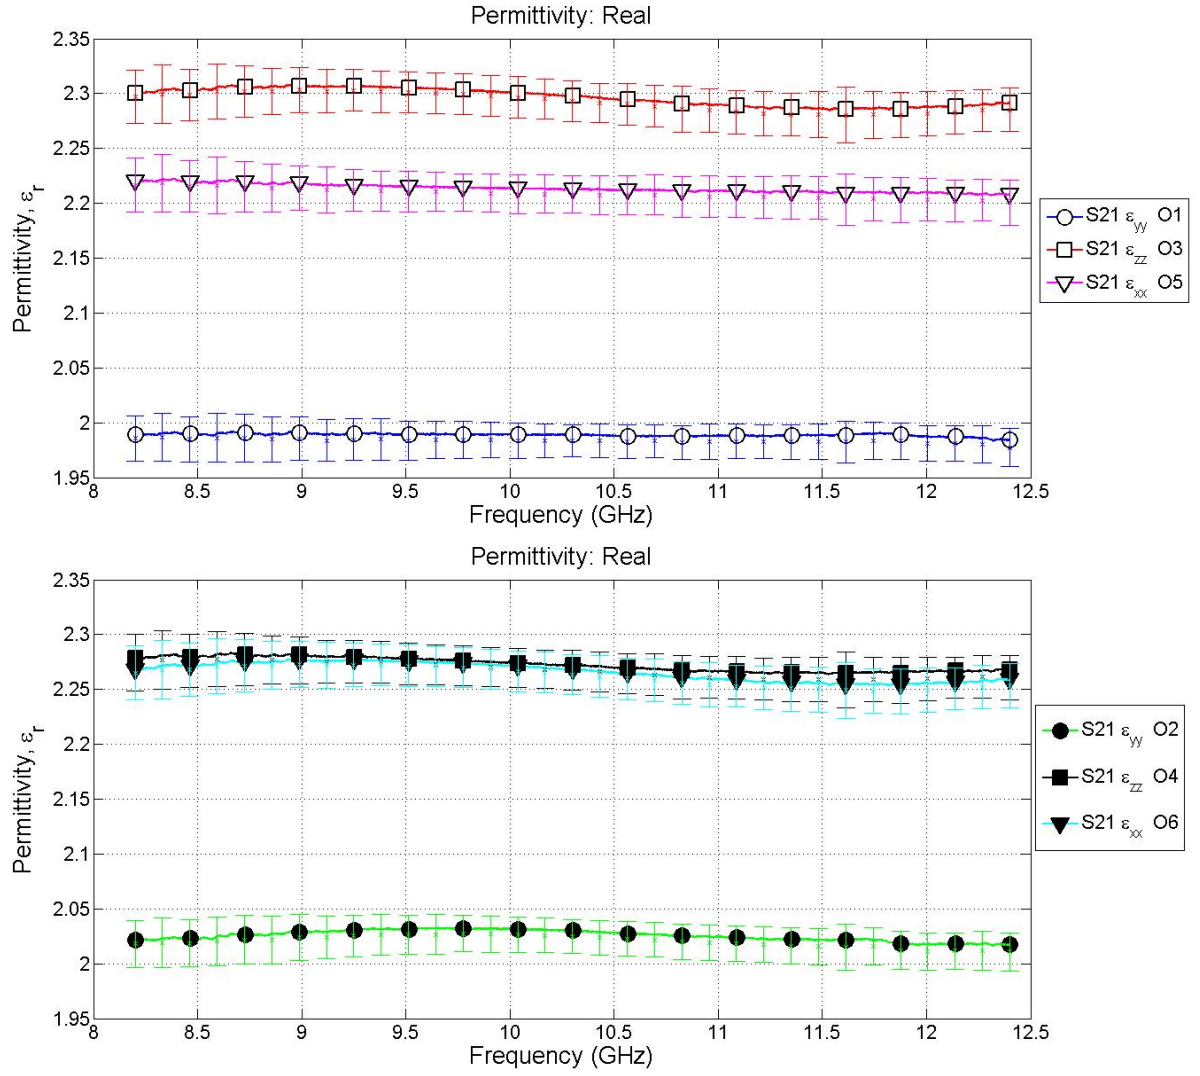 Permittivity: Real
2.35
2.3
2.25
2.2
2.15
2.1
2.05
2
1.95
Permittivity, εr
8 8.5 9 9.5 10 10.5 11 11.5 12 12.5
Frequency (GHz)
S21 εyy O1
S21 εzz O3
S21 εxx O5
Permittivity: Real
2.35
2.3
2.25
2.2
2.15
2.1
2.05
2
1.95
Permittivity, εr
8 8.5 9 9.5 10 10.5 11 11.5 12 12.5
Frequency (GHz)
S21 εyy O2
S21 εzz O4
S21 εxx O6